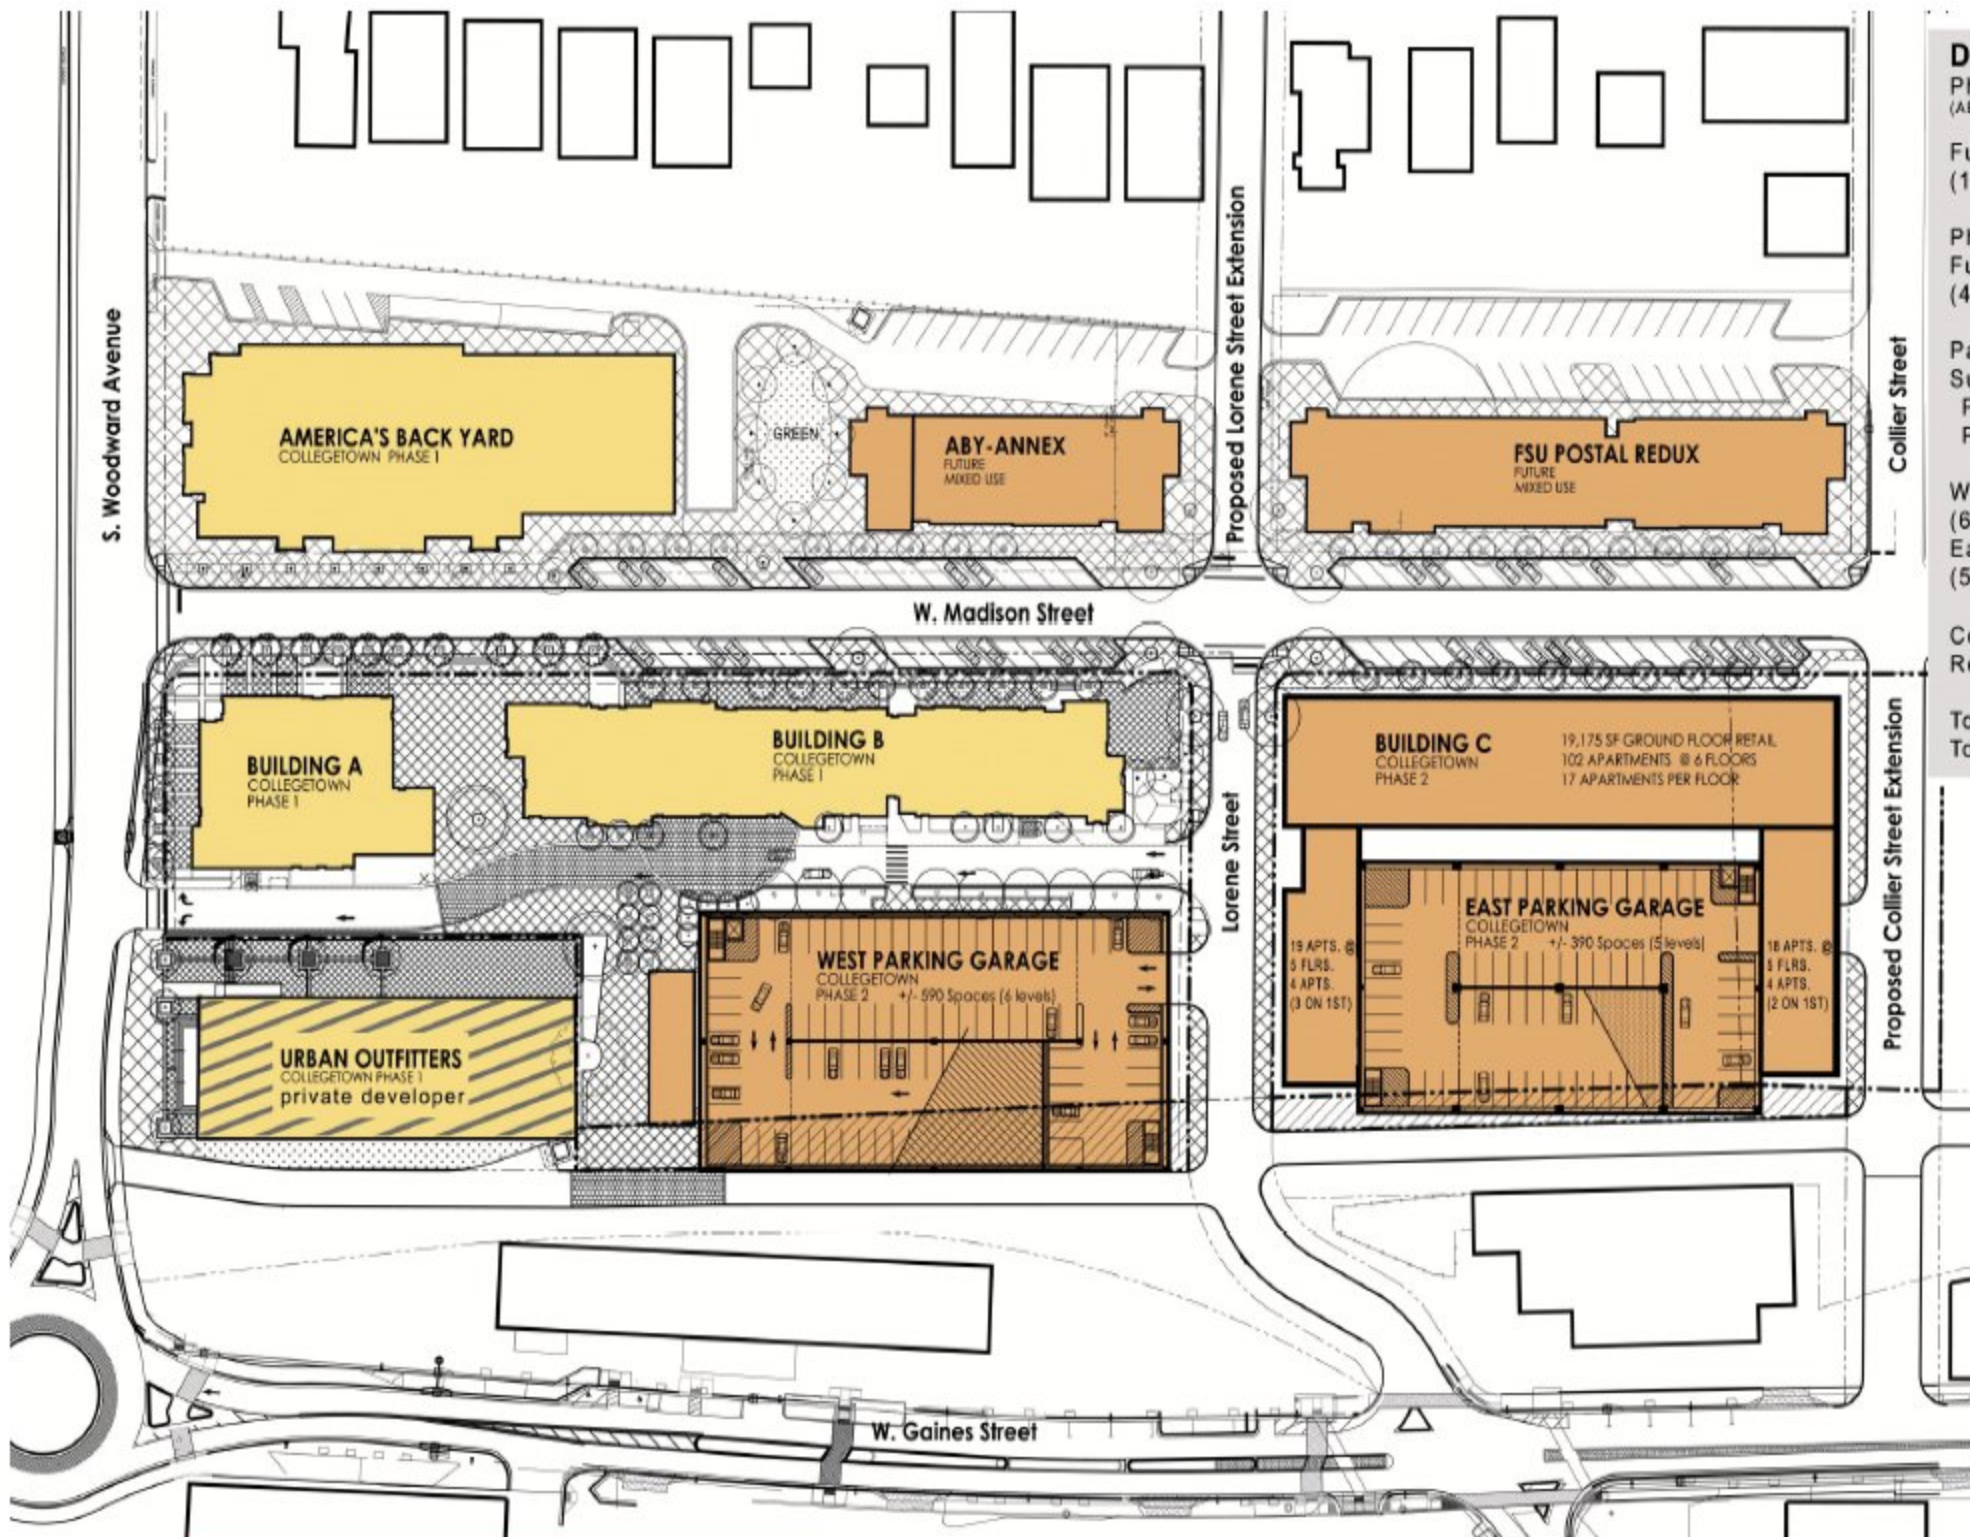 S. Woodward Avenue
AMERICA'S BACK YARD
COLLEGETOWN PHASE 1
GREEN
ABY-ANNEX
FUTURE
MIXED USE
Proposed Lorene Street Extension
FSU POSTAL REDUX
FUTURE
MIXED USE
Collier Street
W. Madison Street
BUILDING A
COLLEGETOWN
PHASE 1
BUILDING B
COLLEGETOWN
PHASE 1
Lorene Street
BUILDING C
COLLEGETOWN
PHASE 2
19,175 SF GROUND FLOOR RETAIL
102 APARTMENTS @ 6 FLOORS
17 APARTMENTS PER FLOOR
Proposed Collier Street Extension
URBAN OUTFITTERS
COLLEGETOWN PHASE 1
private developer
WEST PARKING GARAGE
COLLEGETOWN
PHASE 2 +/- 590 Spaces (6 levels)
19 APTS. @
5 FLRS.
4 APTS.
(3 ON 1ST)
EAST PARKING GARAGE
COLLEGETOWN
PHASE 2 +/- 390 Spaces (5 levels)
18 APTS. @
5 FLRS.
4 APTS.
(2 ON 1ST)
W. Gaines Street